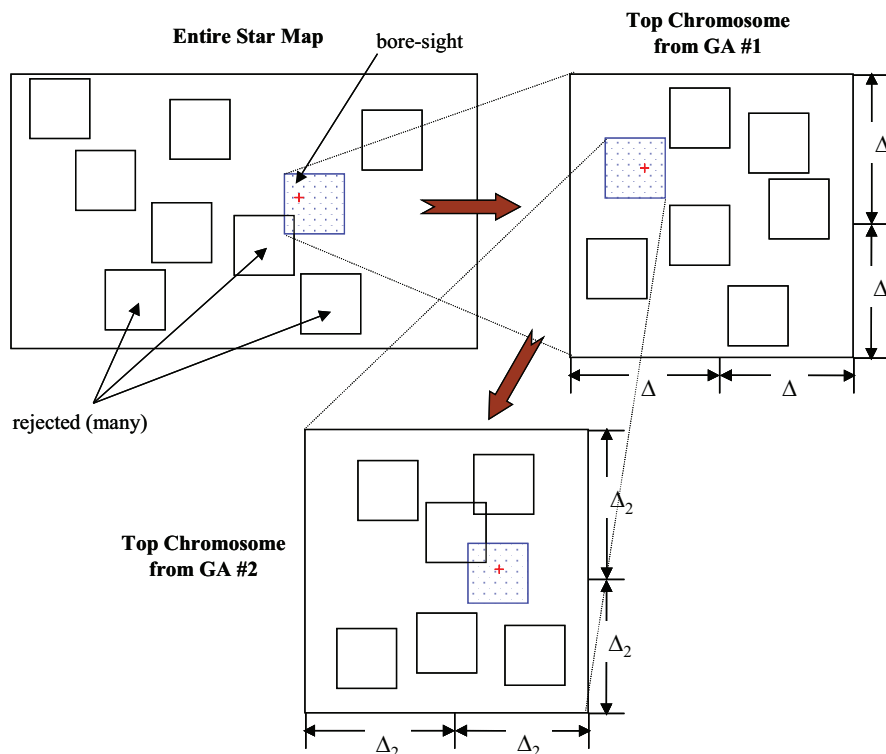 Entire Star Map
bore-sight
Top Chromosome
from GA #1
Δ
Δ
Δ
Δ
rejected (many)
Top Chromosome
from GA #2
Δ2
Δ2
Δ2
Δ2